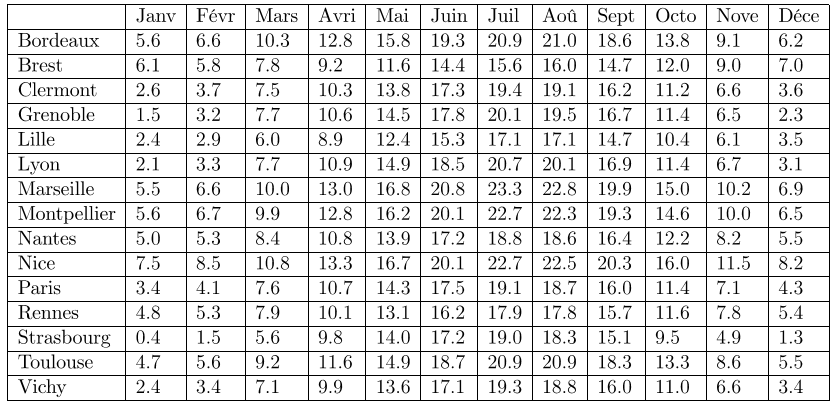 Janv Févr Mars Avri Mai Juin Juil Aoû Sept Octo Nove Déce
Bordeaux 5.6 6.6 10.3 12.8 15.8 19.3 20.9 21.0 18.6 13.8 9.1 6.2
Brest 6.1 5.8 7.8 9.2 11.6 14.4 15.6 16.0 14.7 12.0 9.0 7.0
Clermont 2.6 3.7 7.5 10.3 13.8 17.3 19.4 19.1 16.2 11.2 6.6 3.6
Grenoble 1.5 3.2 7.7 10.6 14.5 17.8 20.1 19.5 16.7 11.4 6.5 2.3
Lille 2.4 2.9 6.0 8.9 12.4 15.3 17.1 17.1 14.7 10.4 6.1 3.5
Lyon 2.1 3.3 7.7 10.9 14.9 18.5 20.7 20.1 16.9 11.4 6.7 3.1
Marseille 5.5 6.6 10.0 13.0 16.8 20.8 23.3 22.8 19.9 15.0 10.2 6.9
Montpellier 5.6 6.7 9.9 12.8 16.2 20.1 22.7 22.3 19.3 14.6 10.0 6.5
Nantes 5.0 5.3 8.4 10.8 13.9 17.2 18.8 18.6 16.4 12.2 8.2 5.5
Nice 7.5 8.5 10.8 13.3 16.7 20.1 22.7 22.5 20.3 16.0 11.5 8.2
Paris 3.4 4.1 7.6 10.7 14.3 17.5 19.1 18.7 16.0 11.4 7.1 4.3
Rennes 4.8 5.3 7.9 10.1 13.1 16.2 17.9 17.8 15.7 11.6 7.8 5.4
Strasbourg 0.4 1.5 5.6 9.8 14.0 17.2 19.0 18.3 15.1 9.5 4.9 1.3
Toulouse 4.7 5.6 9.2 11.6 14.9 18.7 20.9 20.9 18.3 13.3 8.6 5.5
Vichy 2.4 3.4 7.1 9.9 13.6 17.1 19.3 18.8 16.0 11.0 6.6 3.4